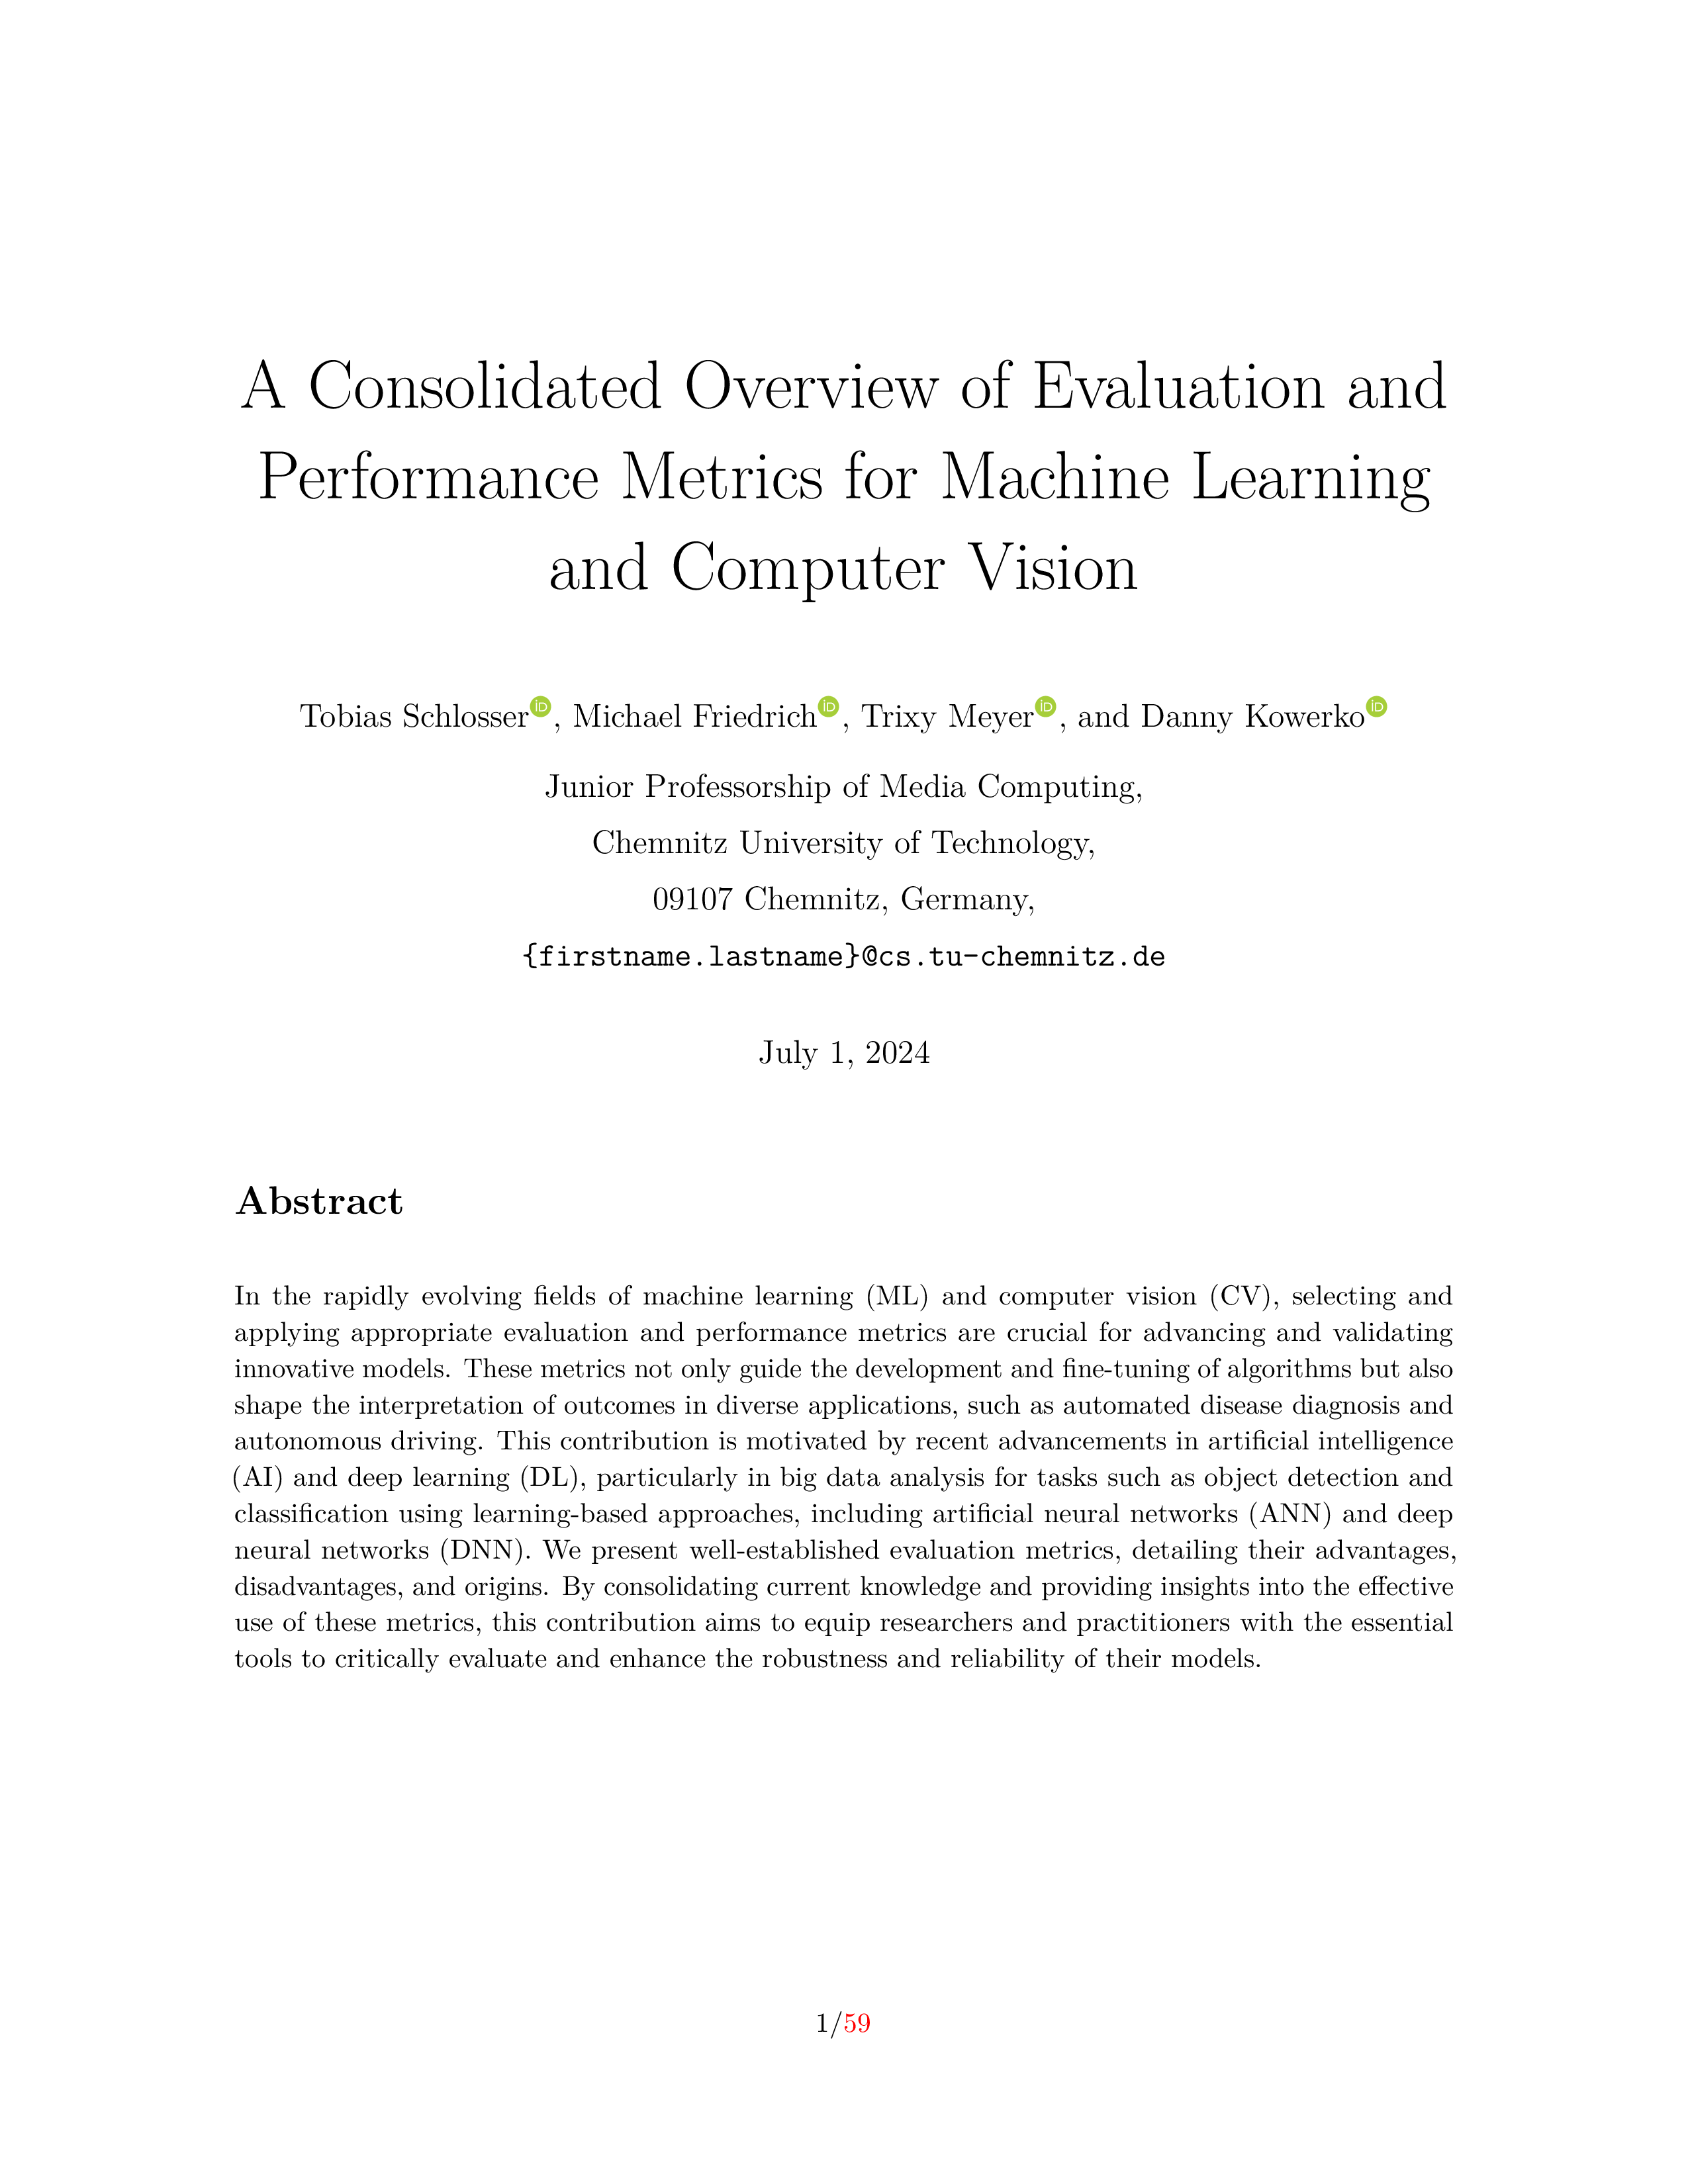 A Consolidated Overview of Evaluation and
Performance Metrics for Machine Learning
and Computer Vision
Tobias Schlosser, Michael Friedrich, Trixy Meyer, and Danny Kowerko
Junior Professorship of Media Computing,
Chemnitz University of Technology,
09107 Chemnitz, Germany,
{firstname.lastname}@cs.tu-chemnitz.de
July 1, 2024
Abstract
In the rapidly evolving fields of machine learning (ML) and computer vision (CV), selecting and
applying appropriate evaluation and performance metrics are crucial for advancing and validating
innovative models. These metrics not only guide the development and fine-tuning of algorithms but also
shape the interpretation of outcomes in diverse applications, such as automated disease diagnosis and
autonomous driving. This contribution is motivated by recent advancements in artificial intelligence
(AI) and deep learning (DL), particularly in big data analysis for tasks such as object detection and
classification using learning-based approaches, including artificial neural networks (ANN) and deep
neural networks (DNN). We present well-established evaluation metrics, detailing their advantages,
disadvantages, and origins. By consolidating current knowledge and providing insights into the effective
use of these metrics, this contribution aims to equip researchers and practitioners with the essential
tools to critically evaluate and enhance the robustness and reliability of their models.
1/59